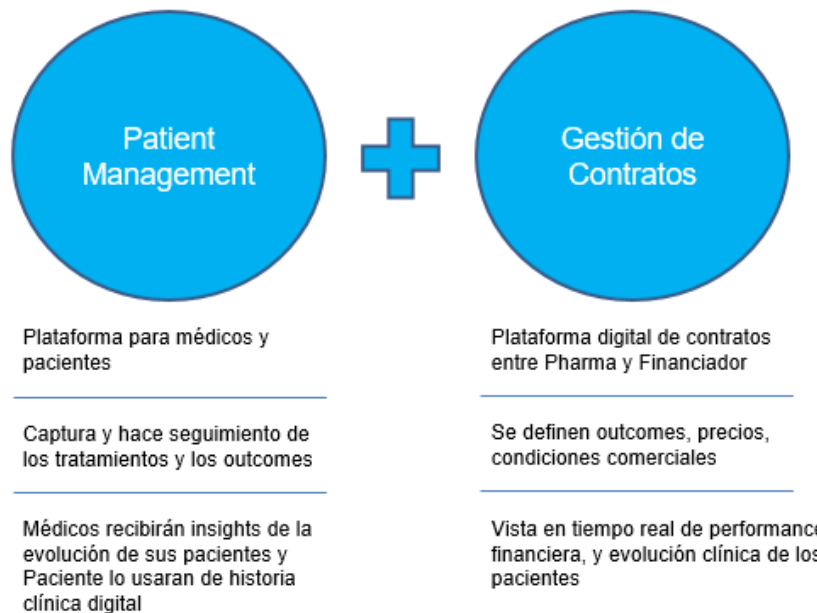 Patient
Management
Gestión de
Contratos
Plataforma para médicos y
pacientes
Captura y hace seguimiento de
los tratamientos y los outcomes
Médicos recibirán insights de la
evolución de sus pacientes y
Paciente lo usaran de historia
clínica digital
Plataforma digital de contratos
entre Pharma y Financiador
Se definen outcomes, precios,
condiciones comerciales
Vista en tiempo real de performance
financiera, y evolución clínica de los
pacientes